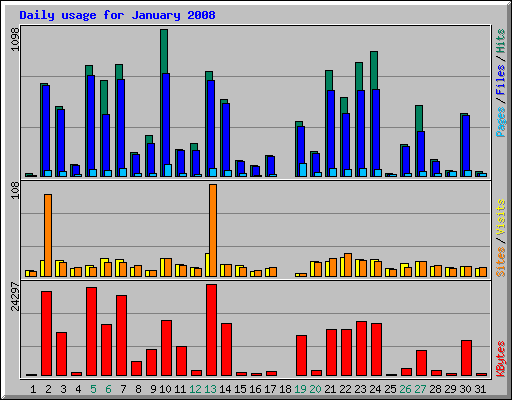 Daily usage for January 2008
1098
Pages / Files / Hits
108
Sites / Visits
24297
KBytes
1 2 3 4 5 6 7 8 9 10 11 12 13 14 15 16 17 18 19 20 21 22 23 24 25 26 27 28 29 30 31